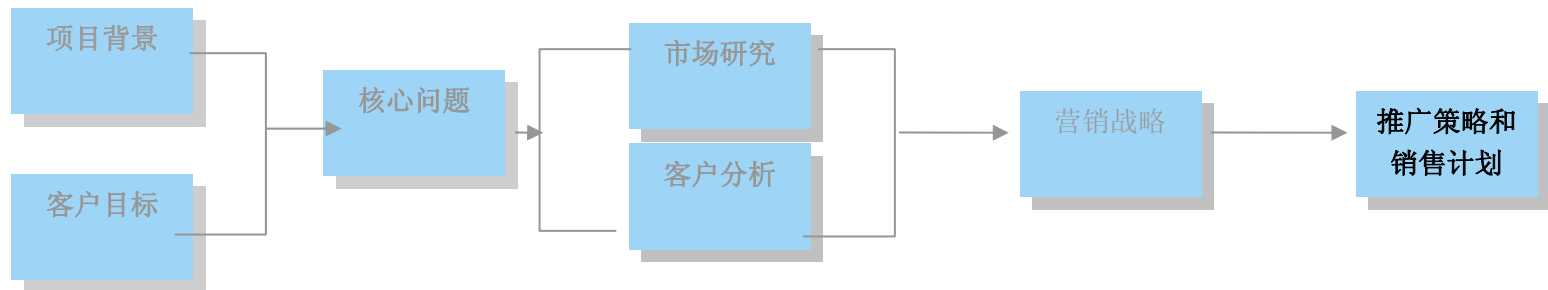 项目背景
客户目标
核心问题
市场研究
客户分析
营销战略
推广策略和
销售计划